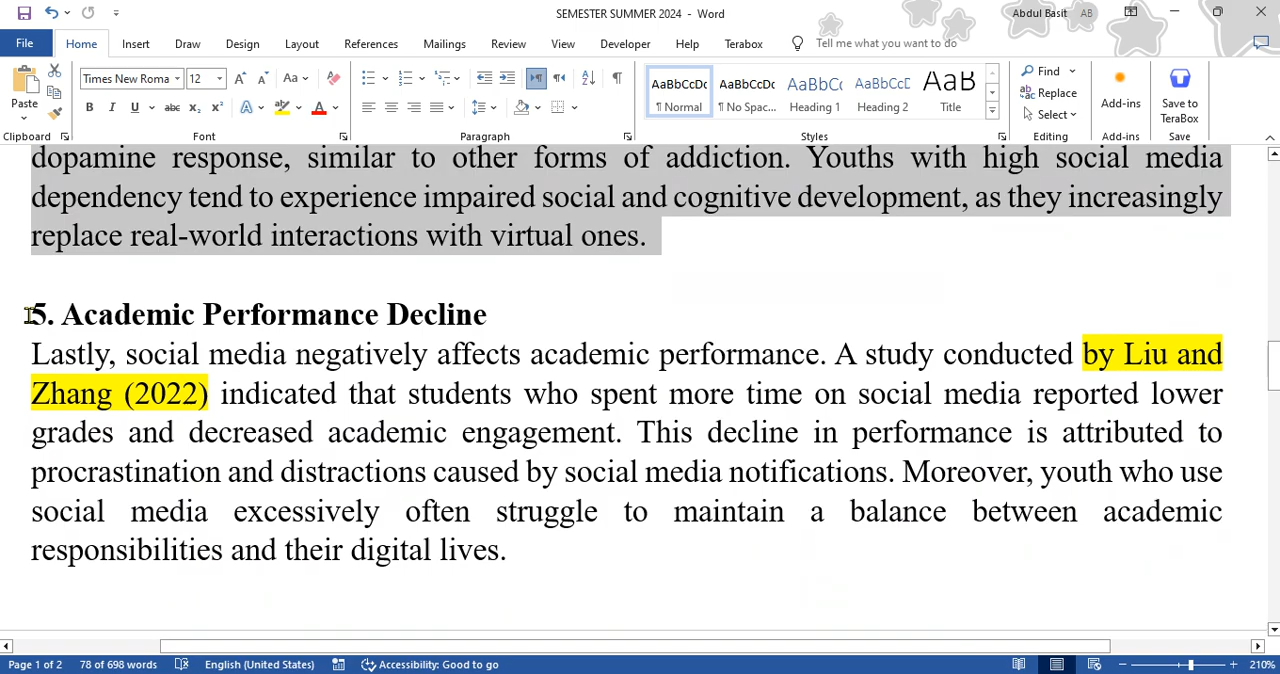 SEMESTER SUMMER 2024 - Word
Abdul Basit AB
File Home Insert Draw Design Layout References Mailings Review View Developer Help Terabox Tell me what you want to do
Times New Roma 12 Aa
AaBbCcDc AaBbCcDc AaBbC( AaBbCcD AaB
Find
Replace
Select
Paste
B I U abc x₂ x² A A
¶ Normal ¶ No Spac... Heading 1 Heading 2 Title
Add-ins
Save to
TeraBox
Clipboard Font Paragraph Styles Editing Add-ins Save
dopamine response, similar to other forms of addiction. Youths with high social media
dependency tend to experience impaired social and cognitive development, as they increasingly
replace real-world interactions with virtual ones.
5. Academic Performance Decline
Lastly, social media negatively affects academic performance. A study conducted by Liu and
Zhang (2022) indicated that students who spent more time on social media reported lower
grades and decreased academic engagement. This decline in performance is attributed to
procrastination and distractions caused by social media notifications. Moreover, youth who use
social media excessively often struggle to maintain a balance between academic
responsibilities and their digital lives.
Page 1 of 2 78 of 698 words English (United States) Accessibility: Good to go 210%